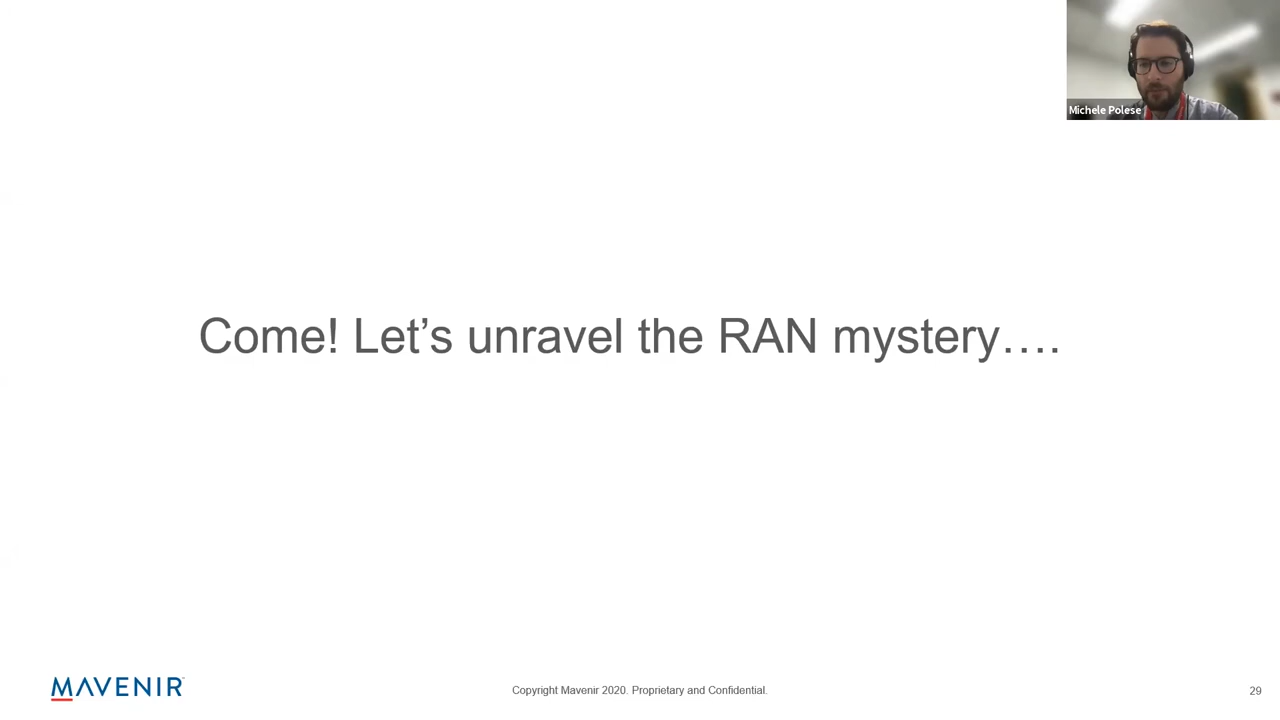 Michele Polese
Come! Let’s unravel the RAN mystery….
MAVENIR
Copyright Mavenir 2020. Proprietary and Confidential.
29